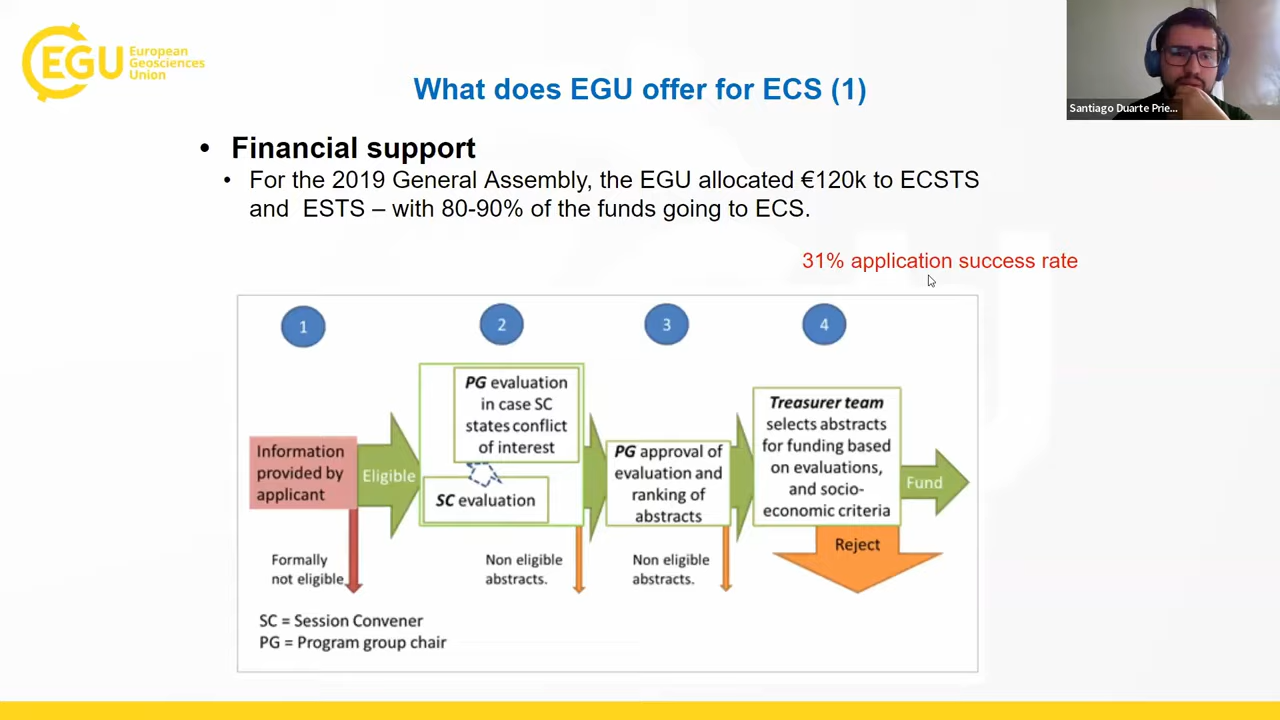 EGU
European
Geosciences
Union
What does EGU offer for ECS (1)
Santiago Duarte Prie...
• Financial support
• For the 2019 General Assembly, the EGU allocated €120k to ECSTS
and ESTS – with 80-90% of the funds going to ECS.
31% application success rate
1
2
3
4
Information
provided by
applicant
Eligible
PG evaluation
in case SC
states conflict
of interest
SC evaluation
PG approval of
evaluation and
ranking of
abstracts
Treasurer team
selects abstracts
for funding based
on evaluations,
and socio-
economic criteria
Fund
Reject
Formally
not eligible
Non eligible
abstracts.
Non eligible
abstracts.
SC = Session Convener
PG = Program group chair